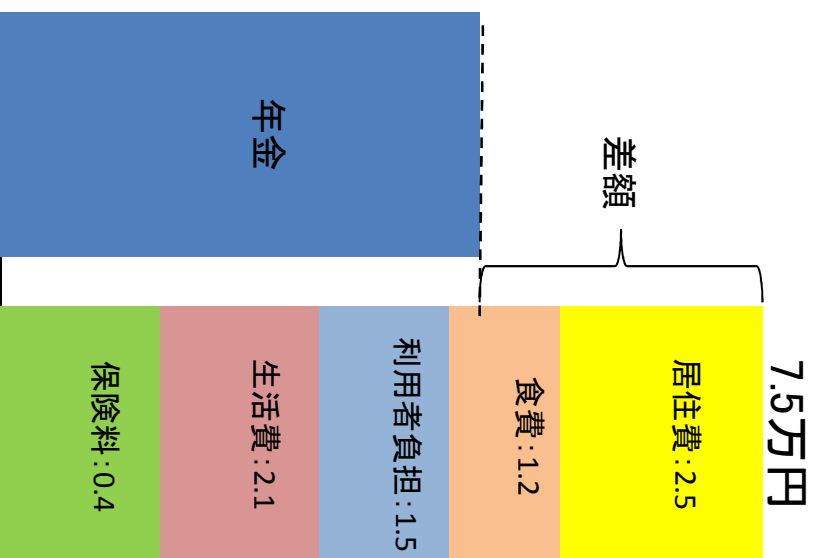 7.5万円
差額
年金
居住費:2.5
食費:1.2
利用者負担:1.5
生活費:2.1
保険料:0.4